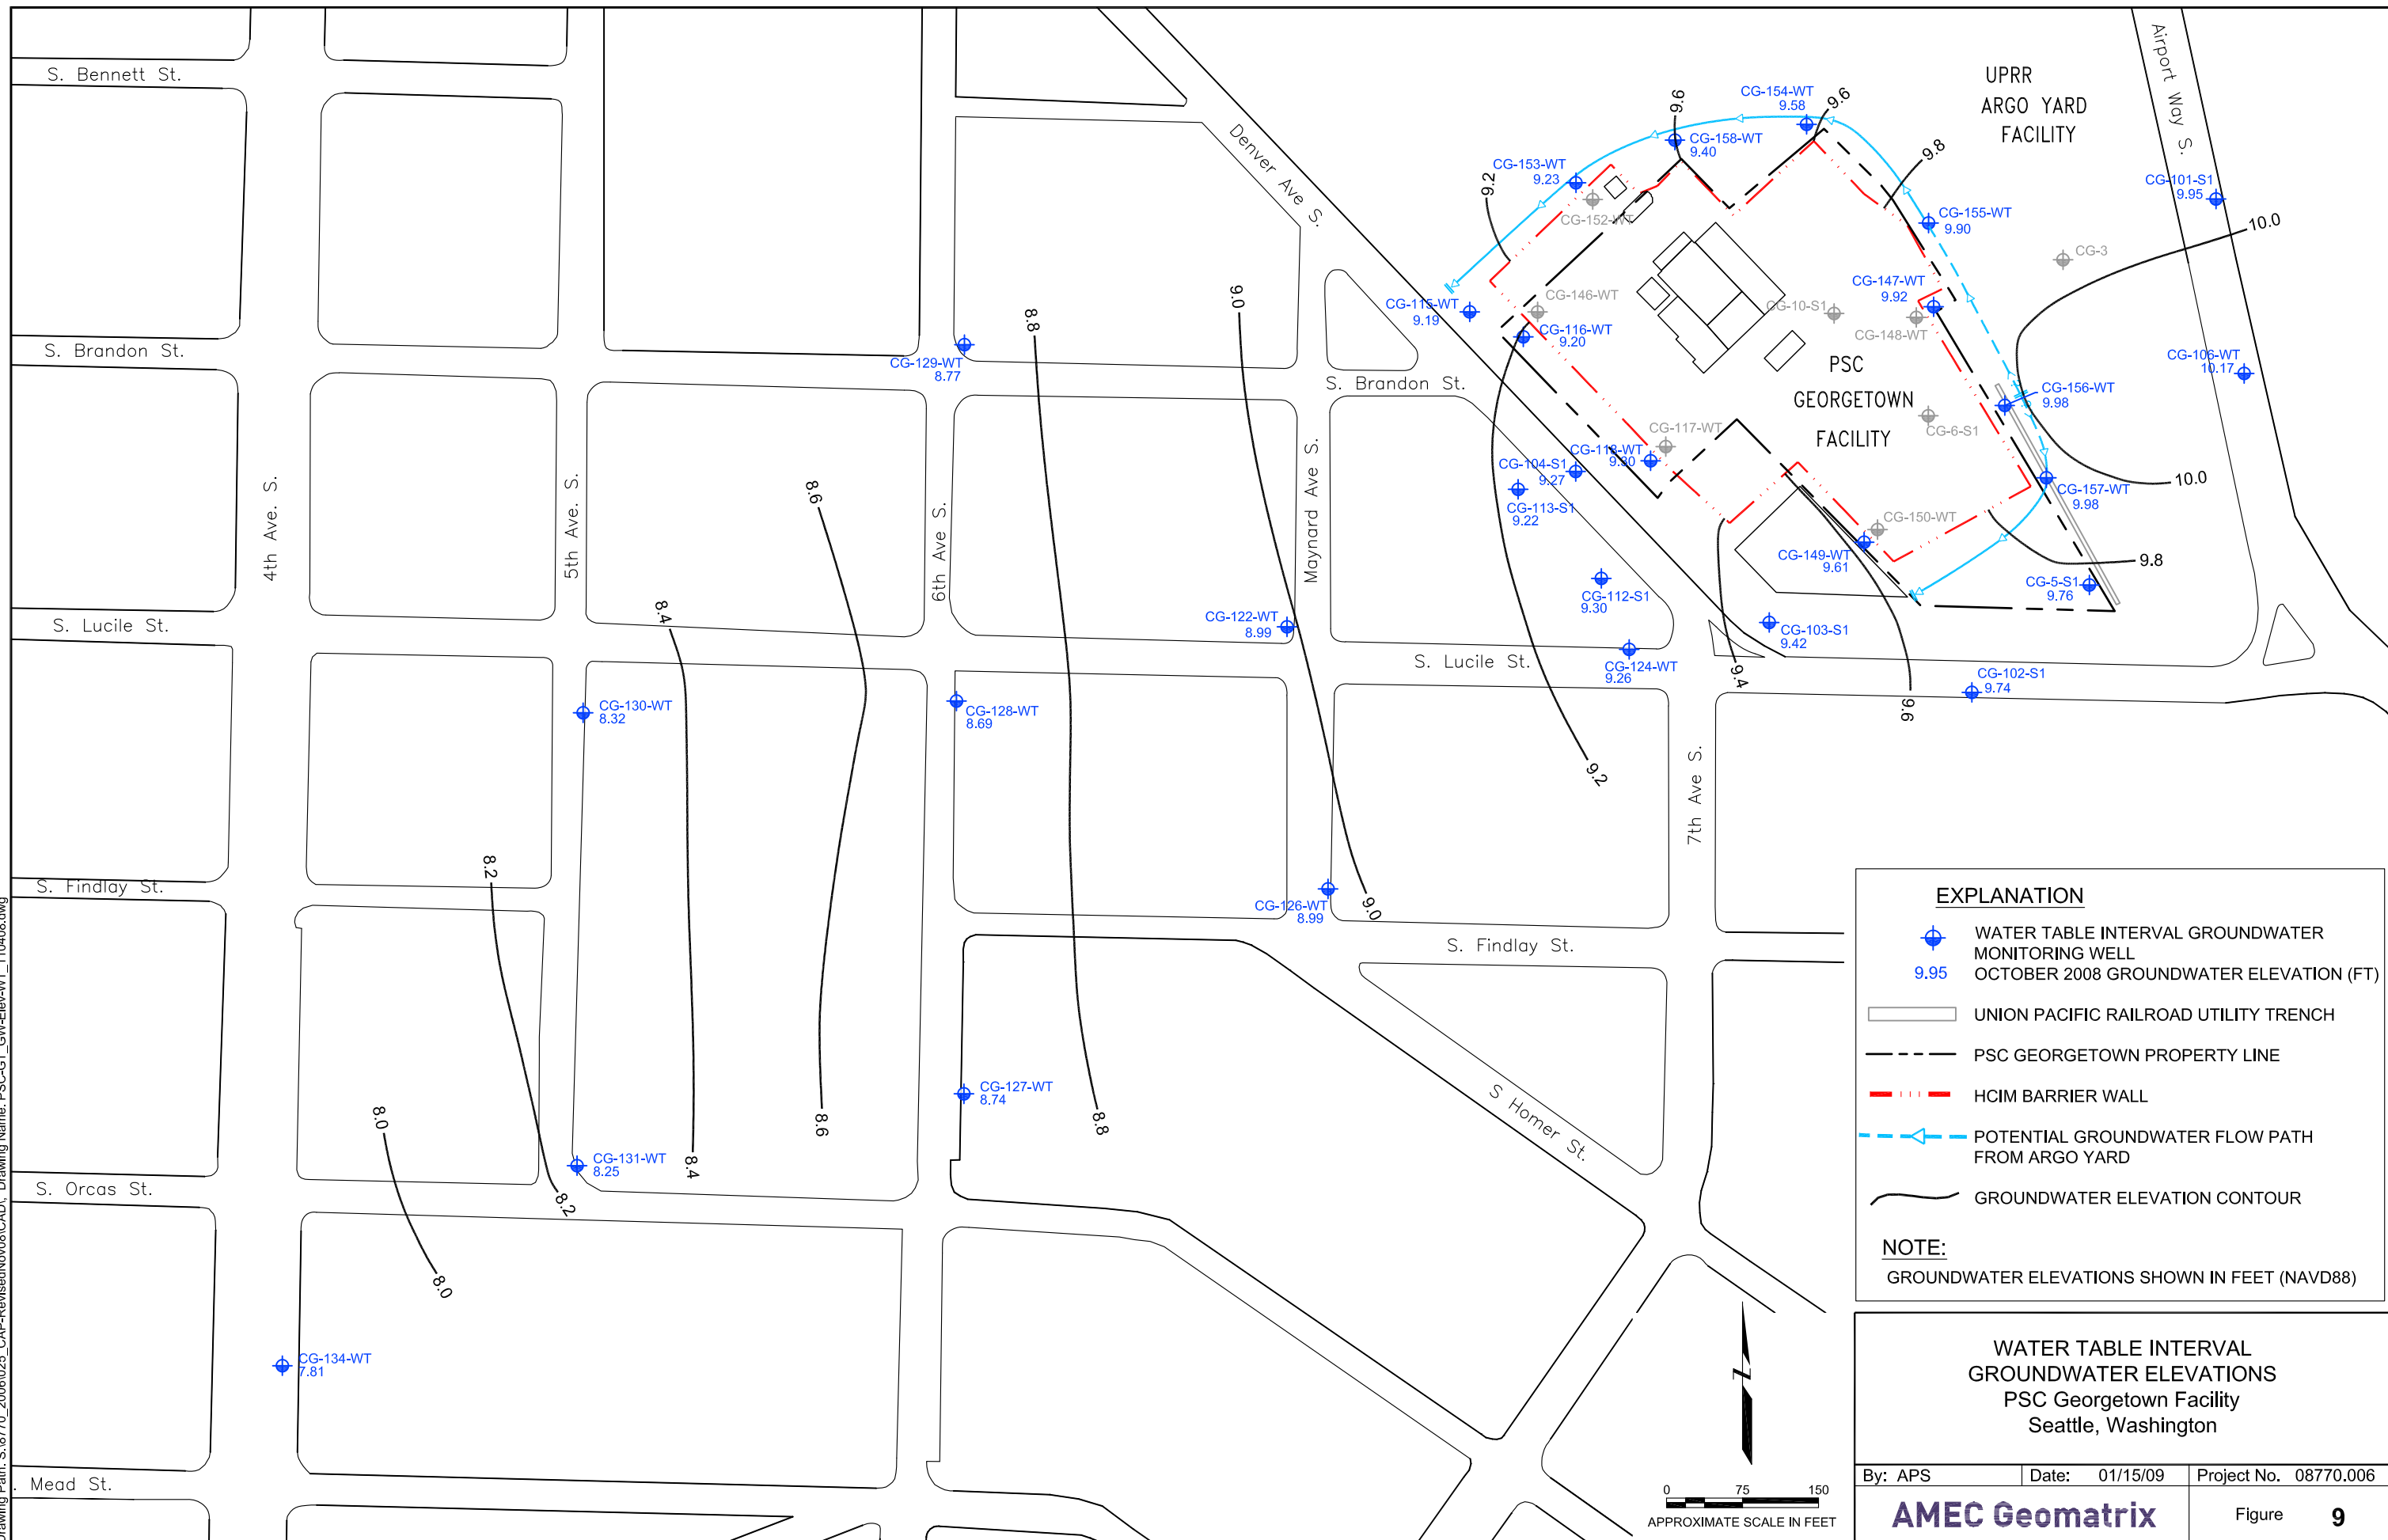 S. Bennett St.
S. Brandon St.
S. Lucile St.
S. Findlay St.
S. Orcas St.
Mead St.
4th Ave. S.
5th Ave. S.
6th Ave S.
Denver Ave S.
Maynard Ave S.
7th Ave S.
Airport Way S.
S. Brandon St.
S. Lucile St.
S. Findlay St.
S Homer St.
UPRR
ARGO YARD
FACILITY
PSC
GEORGETOWN
FACILITY
CG-154-WT
9.58
CG-158-WT
9.40
CG-153-WT
9.23
CG-152-WT
CG-155-WT
9.90
CG-101-S1
9.95
CG-3
CG-147-WT
9.92
CG-148-WT
CG-10-S1
CG-146-WT
CG-115-WT
9.19
CG-116-WT
9.20
CG-106-WT
10.17
CG-156-WT
9.98
CG-6-S1
CG-117-WT
CG-118-WT
9.30
CG-104-S1
9.27
CG-113-S1
9.22
CG-157-WT
9.98
CG-150-WT
CG-149-WT
9.61
CG-5-S1
9.76
CG-112-S1
9.30
CG-103-S1
9.42
CG-124-WT
9.26
CG-102-S1
9.74
CG-122-WT
8.99
CG-126-WT
8.99
CG-129-WT
8.77
CG-128-WT
8.69
CG-127-WT
8.74
CG-130-WT
8.32
CG-131-WT
8.25
CG-134-WT
7.81
9.6
9.6
9.8
10.0
10.0
9.8
9.6
9.4
9.2
9.2
9.0
9.0
8.8
8.8
8.6
8.6
8.4
8.4
8.2
8.2
8.0
8.0
EXPLANATION
WATER TABLE INTERVAL GROUNDWATER
MONITORING WELL
9.95 OCTOBER 2008 GROUNDWATER ELEVATION (FT)
UNION PACIFIC RAILROAD UTILITY TRENCH
PSC GEORGETOWN PROPERTY LINE
HCIM BARRIER WALL
POTENTIAL GROUNDWATER FLOW PATH
FROM ARGO YARD
GROUNDWATER ELEVATION CONTOUR
NOTE:
GROUNDWATER ELEVATIONS SHOWN IN FEET (NAVD88)
Z
0 75 150
APPROXIMATE SCALE IN FEET
WATER TABLE INTERVAL
GROUNDWATER ELEVATIONS
PSC Georgetown Facility
Seattle, Washington
By: APS Date: 01/15/09 Project No. 08770.006
AMEC Geomatrix
Figure 9